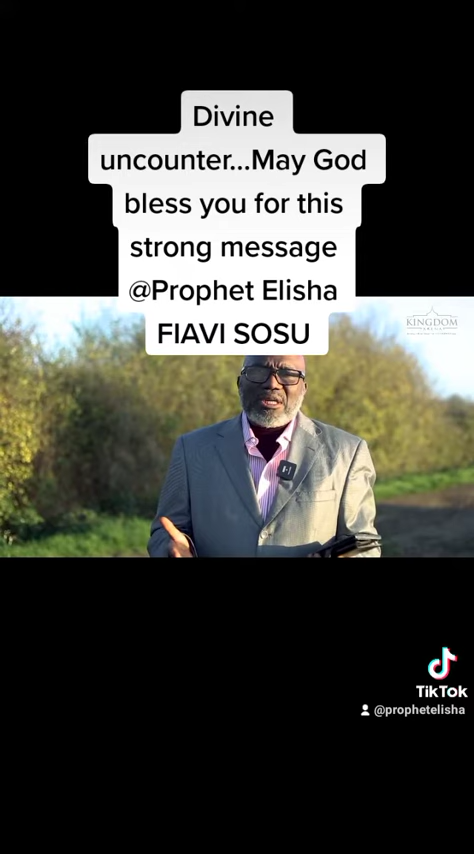 Divine
uncounter...May God
bless you for this
strong message
@Prophet Elisha
FIAVI SOSU
KINGDOM
TikTok
@prophetelisha